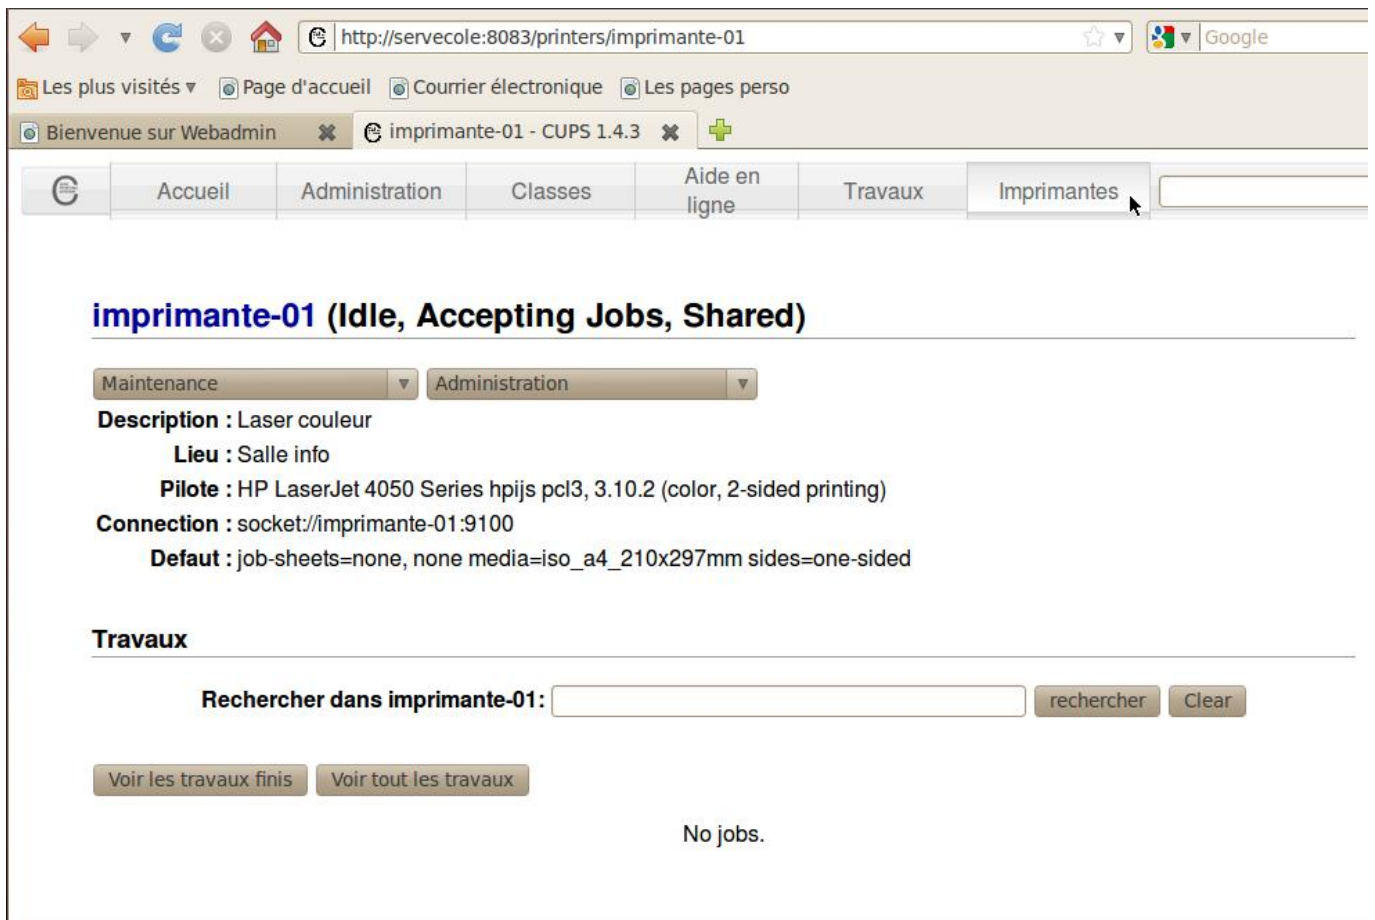 http://servecole:8083/printers/imprimante-01 Google
Les plus visités Page d'accueil Courrier électronique Les pages perso
Bienvenue sur Webadmin imprimante-01 - CUPS 1.4.3
Accueil Administration Classes Aide en ligne Travaux Imprimantes
imprimante-01 (Idle, Accepting Jobs, Shared)
Maintenance Administration
Description : Laser couleur
Lieu : Salle info
Pilote : HP LaserJet 4050 Series hpijs pcl3, 3.10.2 (color, 2-sided printing)
Connection : socket://imprimante-01:9100
Defaut : job-sheets=none, none media=iso_a4_210x297mm sides=one-sided
Travaux
Rechercher dans imprimante-01: rechercher Clear
Voir les travaux finis Voir tout les travaux
No jobs.